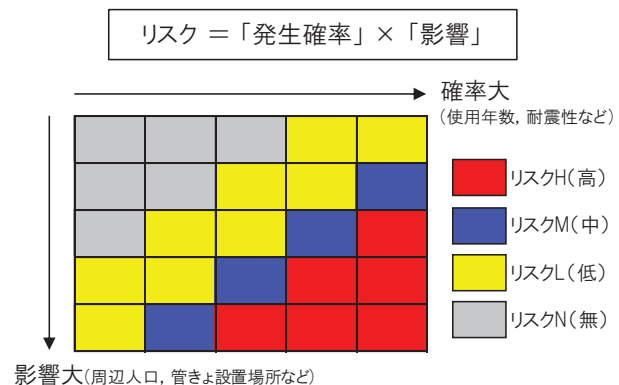 リスク ＝「発生確率」×「影響」
確率大
（使用年数，耐震性など）
リスクH（高）
リスクM（中）
リスクL（低）
リスクN（無）
影響大（周辺人口，管きょ設置場所など）